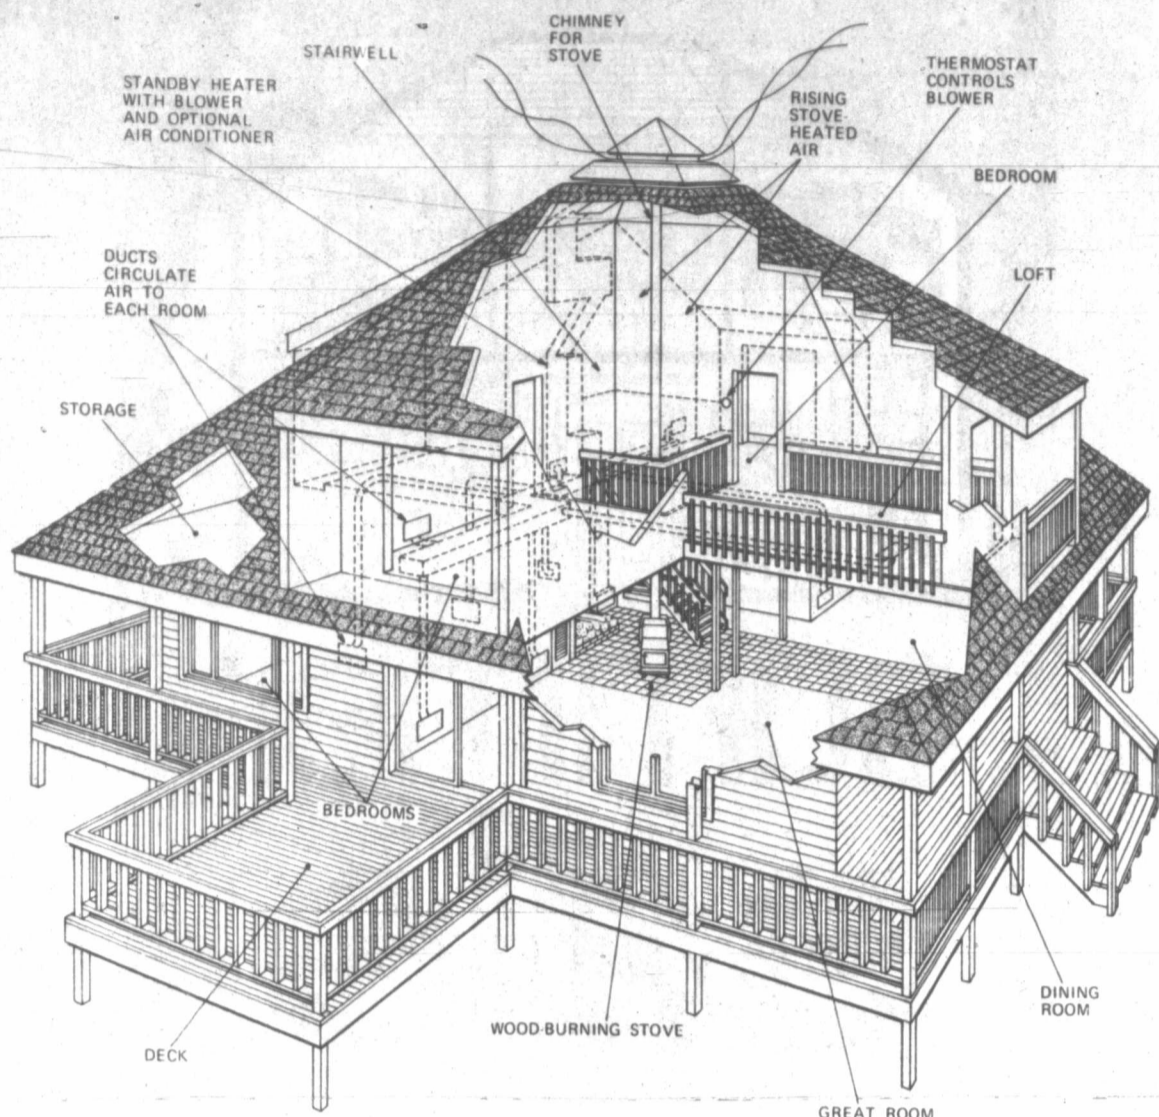 CHIMNEY
FOR
STOVE
STAIRWELL
THERMOSTAT
CONTROLS
BLOWER
STANDBY HEATER
WITH BLOWER
AND OPTIONAL
AIR CONDITIONER
RISING
STOVE-
HEATED
AIR
BEDROOM
DUCTS
CIRCULATE
AIR TO
EACH ROOM
LOFT
STORAGE
BEDROOMS
DINING
ROOM
WOOD-BURNING STOVE
DECK
GREAT ROOM